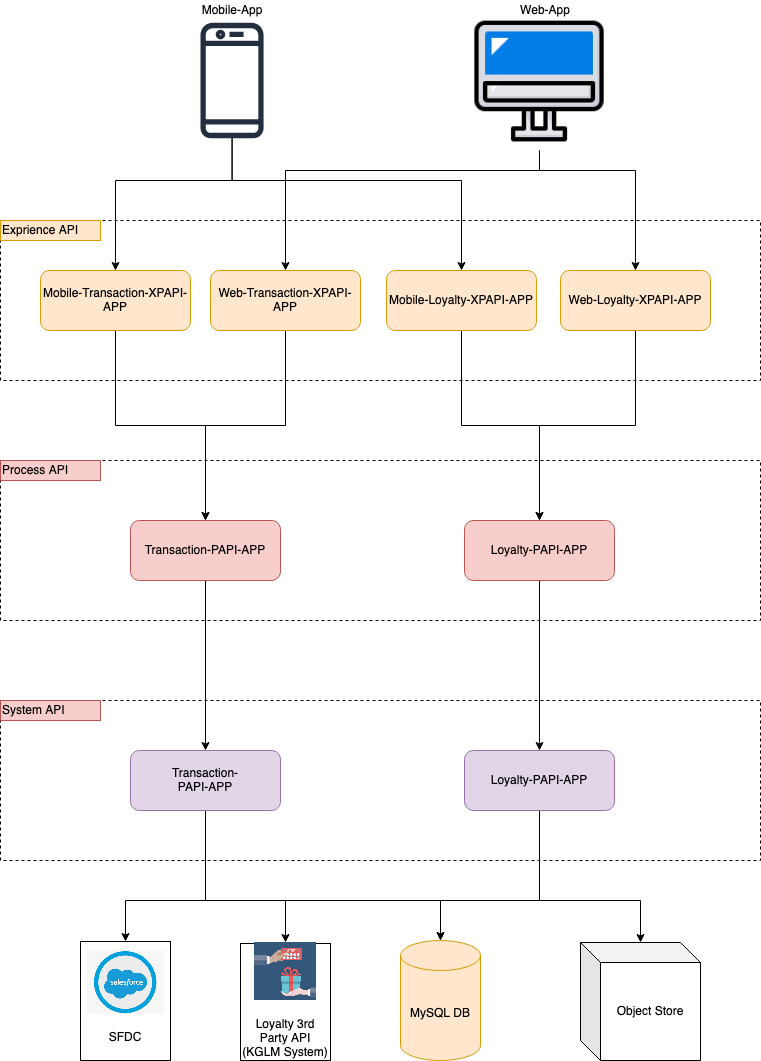 Mobile-App
Web-App
Exprience API
Mobile-Transaction-XPAPI-
APP
Web-Transaction-XPAPI-
APP
Mobile-Loyalty-XPAPI-APP
Web-Loyalty-XPAPI-APP
Process API
Transaction-PAPI-APP
Loyalty-PAPI-APP
System API
Transaction-
PAPI-APP
Loyalty-PAPI-APP
salesforce
SFDC
Loyalty 3rd
Party API
(KGLM System)
MySQL DB
Object Store